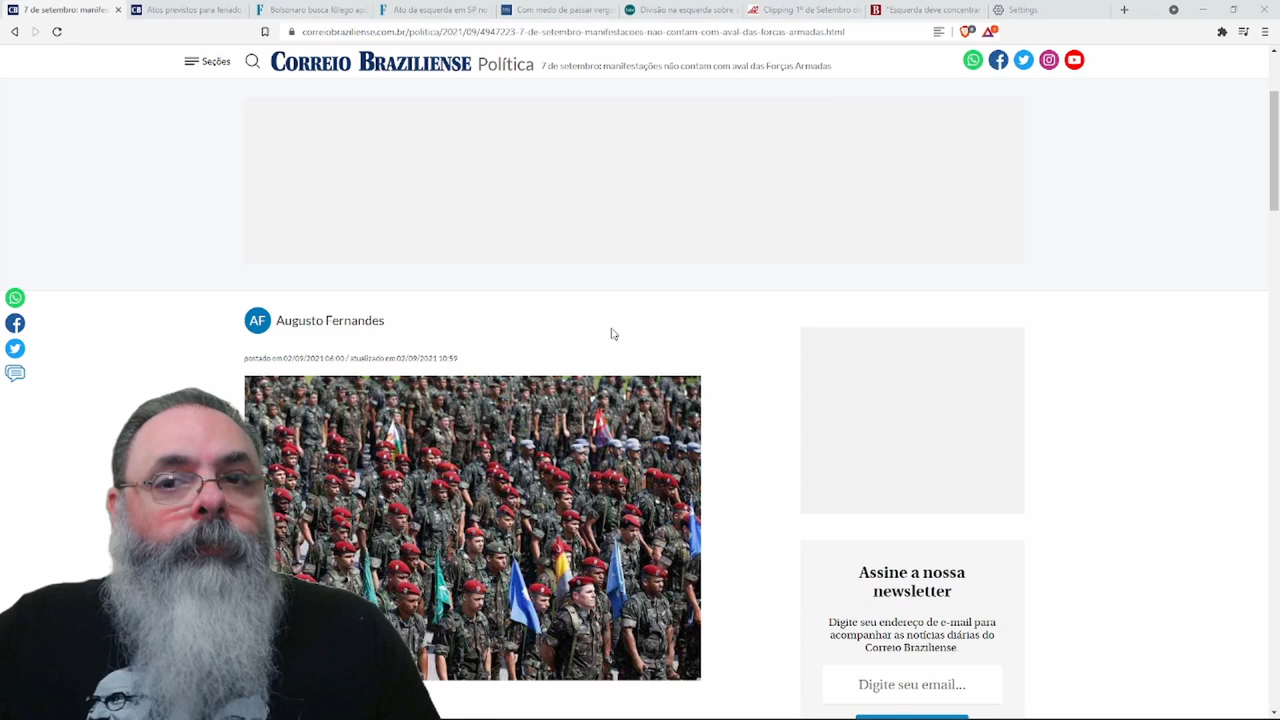 7 de setembro: manifes
Atos previstos para feriado
Bolsonaro busca fôlego apo
Ato da esquerda em SP no
Com medo de passar vergo
Divisão na esquerda sobre
Clipping 1º de Setembro de
"Esquerda deve concentrar
Settings
correiobraziliense.com.br/politica/2021/09/4947223-7-de-setembro-manifestacoes-nao-contam-com-aval-das-forcas-armadas.html
Seções
CORREIO BRAZILIENSE
Política
7 de setembro: manifestações não contam com aval das Forças Armadas
AF
Augusto Fernandes
postado em 02/09/2021 06:00 / atualizado em 02/09/2021 10:59
Assine a nossa
newsletter
Digite seu endereço de e-mail para
acompanhar as notícias diárias do
Correio Braziliense.
Digite seu email...